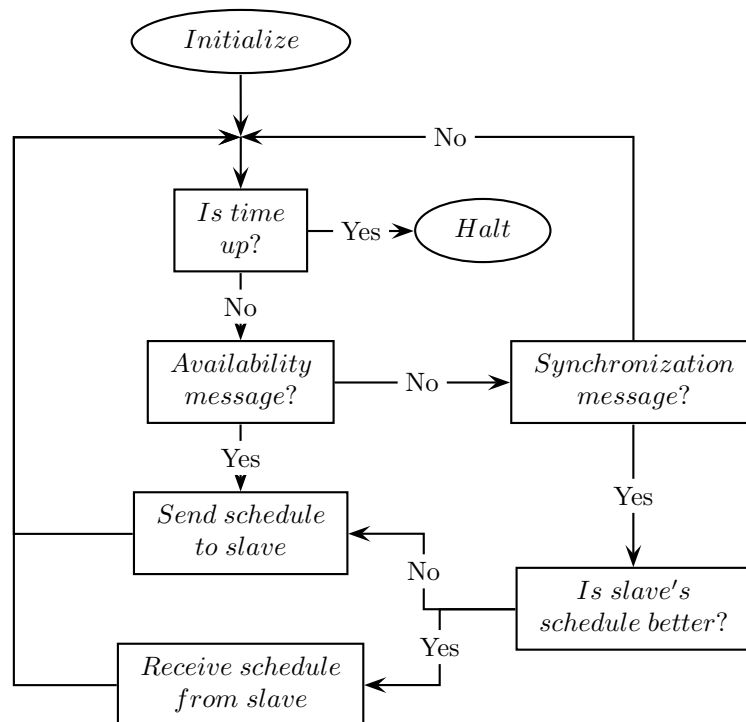 Initialize
No
Is time
up?
Yes
Halt
No
Availability
message?
No
Synchronization
message?
Yes
Yes
Send schedule
to slave
No
Is slave's
schedule better?
Yes
Receive schedule
from slave